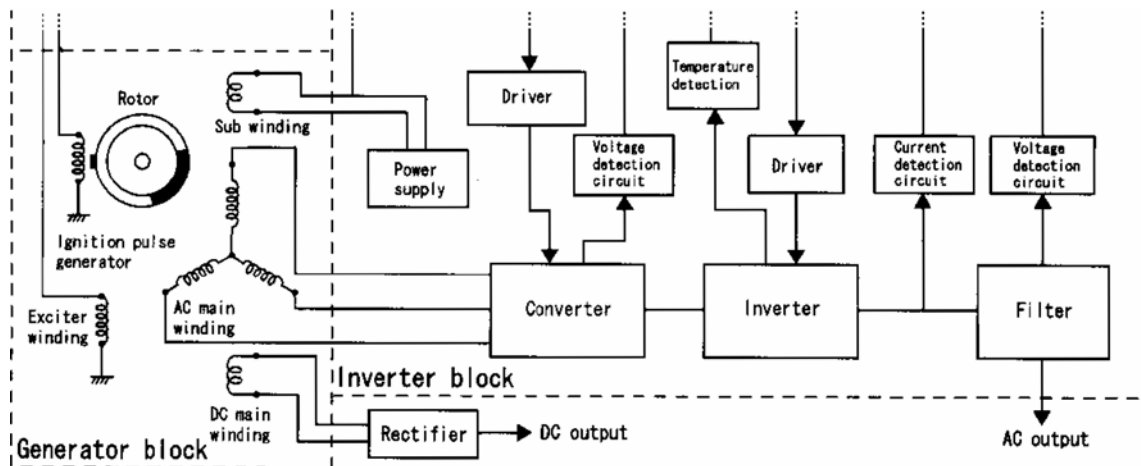 Rotor
Sub winding
Ignition pulse
generator
Exciter
winding
AC main
winding
DC main
winding
Generator block
Driver
Power
supply
Voltage
detection
circuit
Temperature
detection
Driver
Current
detection
circuit
Voltage
detection
circuit
Converter
Inverter
Filter
Inverter block
Rectifier
DC output
AC output